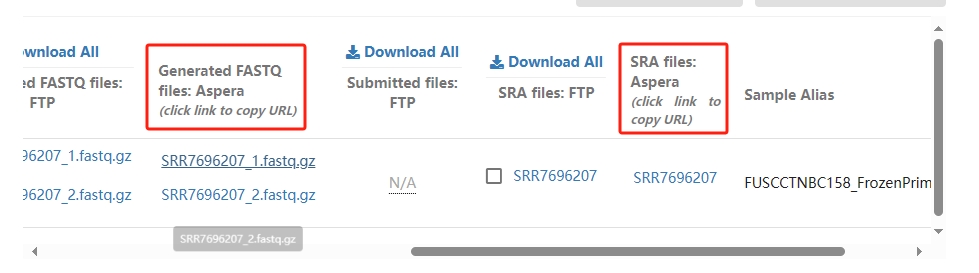 wnload All
ed FASTQ files:
FTP
Generated FASTQ
files: Aspera
(click link to copy URL)
Download All
Submitted files:
FTP
Download All
SRA files: FTP
SRA files:
Aspera
(click link to
copy URL)
Sample Alias
96207_1.fastq.gz
96207_2.fastq.gz
SRR7696207_1.fastq.gz
SRR7696207_2.fastq.gz
N/A
SRR7696207
SRR7696207
FUSCCTNBC158_FrozenPrim
SRR7696207_2.fastq.gz